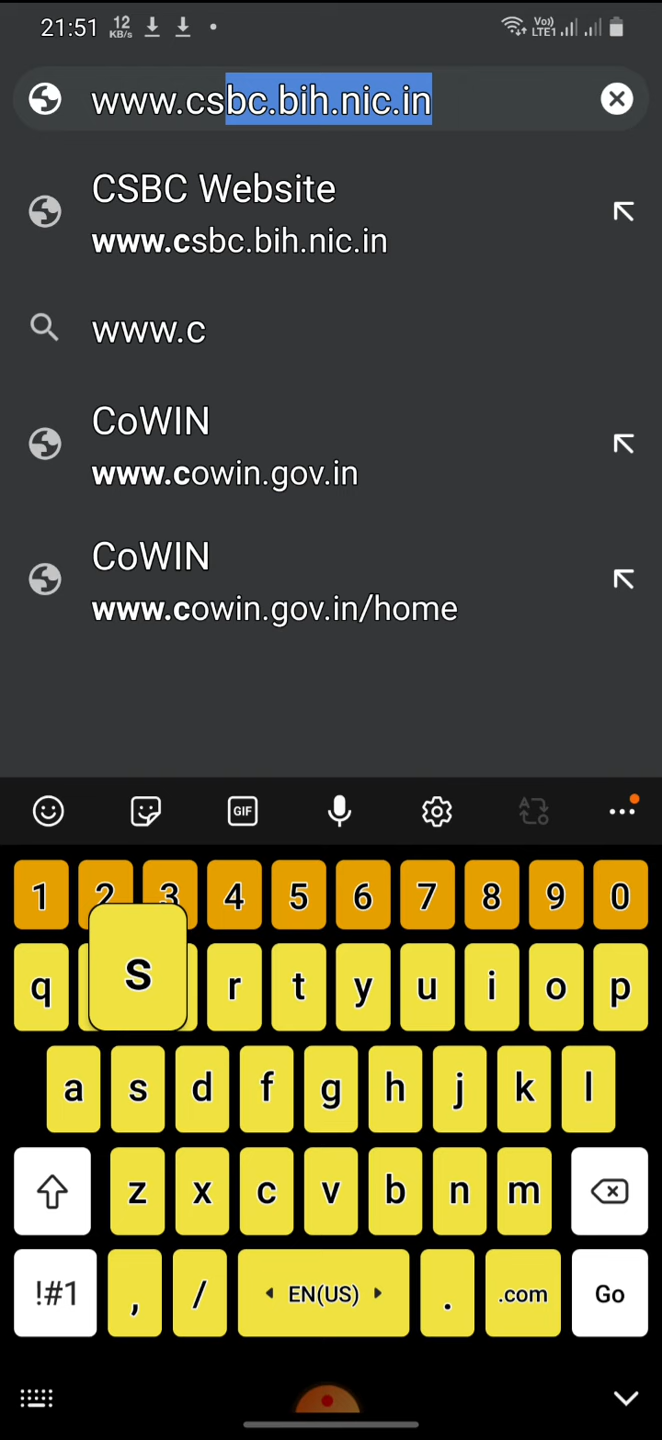 21:51 12 KB/s Vo)) LTE1
www.csbc.bih.nic.in
CSBC Website
www.csbc.bih.nic.in
www.c
CoWIN
www.cowin.gov.in
CoWIN
www.cowin.gov.in/home
GIF
1 2 3 4 5 6 7 8 9 0
q s r t y u i o p
a s d f g h j k l
z x c v b n m
!#1 , / EN(US) . .com Go